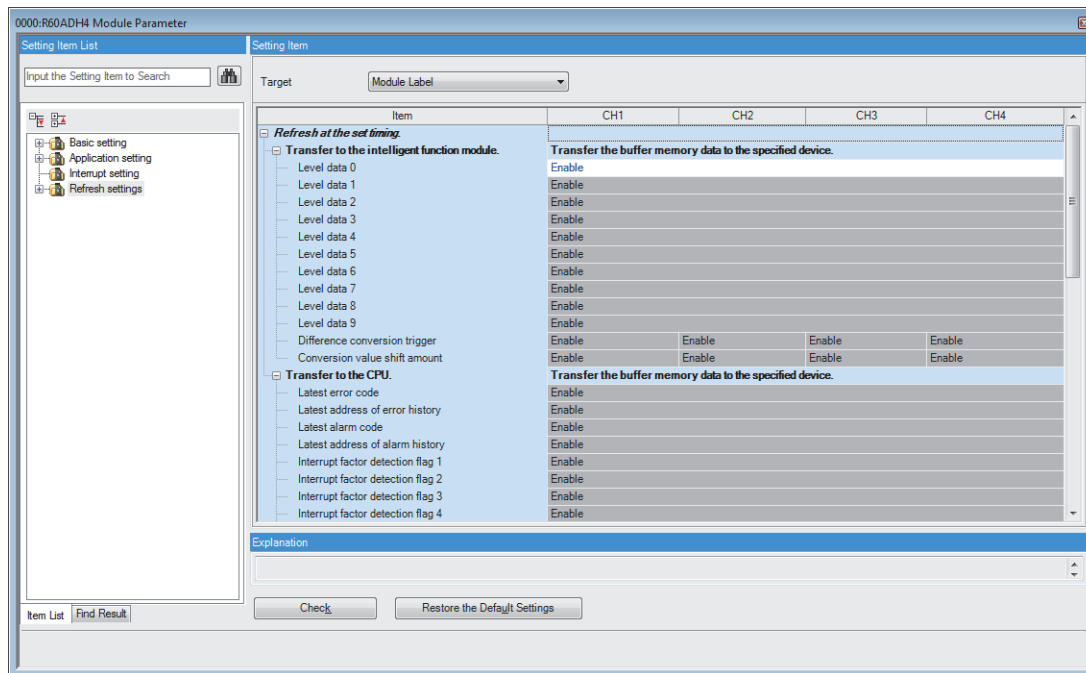 0000:R60ADH4 Module Parameter
Setting Item List
Input the Setting Item to Search
Basic setting
Application setting
Interrupt setting
Refresh settings
Item List Find Result
Setting Item
Target Module Label
Item CH1 CH2 CH3 CH4
Refresh at the set timing.
Transfer to the intelligent function module. Transfer the buffer memory data to the specified device.
Level data 0 Enable
Level data 1 Enable
Level data 2 Enable
Level data 3 Enable
Level data 4 Enable
Level data 5 Enable
Level data 6 Enable
Level data 7 Enable
Level data 8 Enable
Level data 9 Enable
Difference conversion trigger Enable Enable Enable Enable
Conversion value shift amount Enable Enable Enable Enable
Transfer to the CPU. Transfer the buffer memory data to the specified device.
Latest error code Enable
Latest address of error history Enable
Latest alarm code Enable
Latest address of alarm history Enable
Interrupt factor detection flag 1 Enable
Interrupt factor detection flag 2 Enable
Interrupt factor detection flag 3 Enable
Interrupt factor detection flag 4 Enable
Explanation
Check Restore the Default Settings